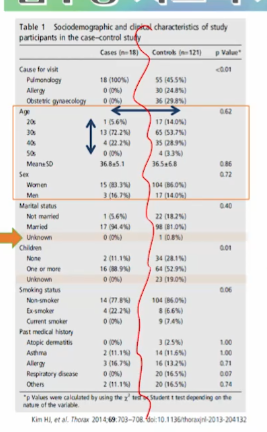 Table 1 Sociodemographic and clinical characteristics of study
participants in the case–control study
Cases (n=18) Controls (n=121) p Value*
Cause for visit <0.01
Pulmonology 18 (100%) 55 (45.5%)
Allergy 0 (0%) 30 (24.8%)
Obstetric gynaecology 0 (0%) 36 (29.8%)
Age 0.62
20s 1 (5.6%) 17 (14.0%)
30s 13 (72.2%) 65 (53.7%)
40s 4 (22.2%) 35 (28.9%)
50s 0 (0%) 4 (3.3%)
Mean±SD 36.8±5.1 36.5±6.8 0.86
Sex 0.72
Women 15 (83.3%) 104 (86.0%)
Men 3 (16.7%) 17 (14.0%)
Marital status 0.40
Not married 1 (5.6%) 22 (18.2%)
Married 17 (94.4%) 98 (81.0%)
Unknown 0 (0%) 1 (0.8%)
Children 0.01
None 2 (11.1%) 34 (28.1%)
One or more 16 (88.9%) 64 (52.9%)
Unknown 0 (0%) 23 (19.0%)
Smoking status 0.06
Non-smoker 14 (77.8%) 104 (86.0%)
Ex-smoker 4 (22.2%) 8 (6.6%)
Current smoker 0 (0%) 9 (7.4%)
Past medical history
Atopic dermatitis 0 (0%) 3 (2.5%) 1.00
Asthma 2 (11.1%) 14 (11.6%) 1.00
Allergy 3 (16.7%) 16 (13.2%) 0.71
Respiratory disease 0 (0%) 20 (16.5%) 0.07
Others 2 (11.1%) 20 (16.5%) 0.74
*p Values were calculated by using the χ² test or Student t test depending on the
nature of the variable.
Kim HJ, et al. Thorax 2014;69:703–708. doi:10.1136/thoraxjnl-2013-204132